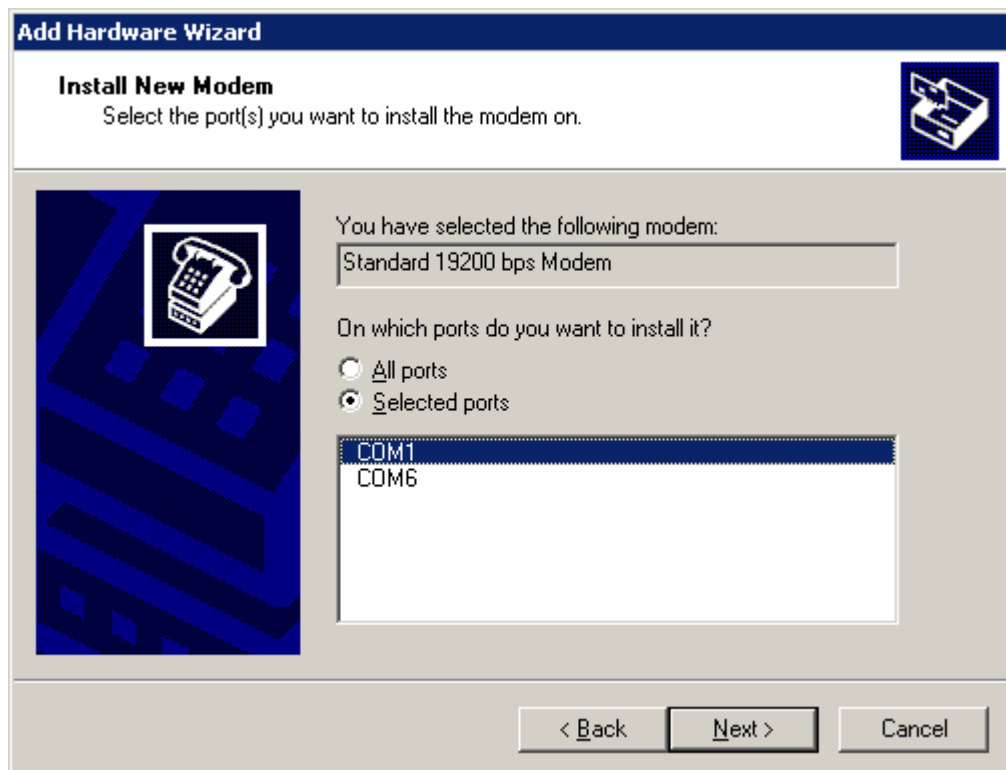 Add Hardware Wizard
Install New Modem
Select the port(s) you want to install the modem on.
You have selected the following modem:
Standard 19200 bps Modem
On which ports do you want to install it?
All ports
Selected ports
COM1
COM6
< Back
Next >
Cancel